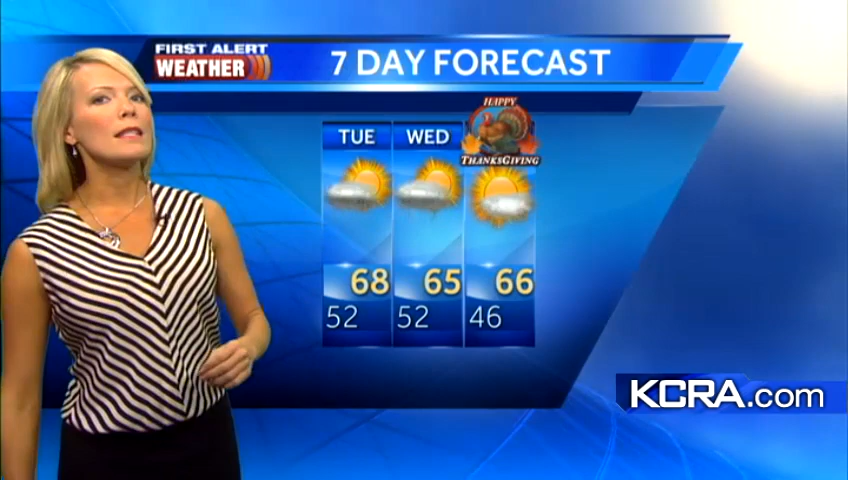 FIRST ALERT
WEATHER
7 DAY FORECAST
TUE
WED
HAPPY
THANKSGIVING
68
65
66
52
52
46
KCRA.com